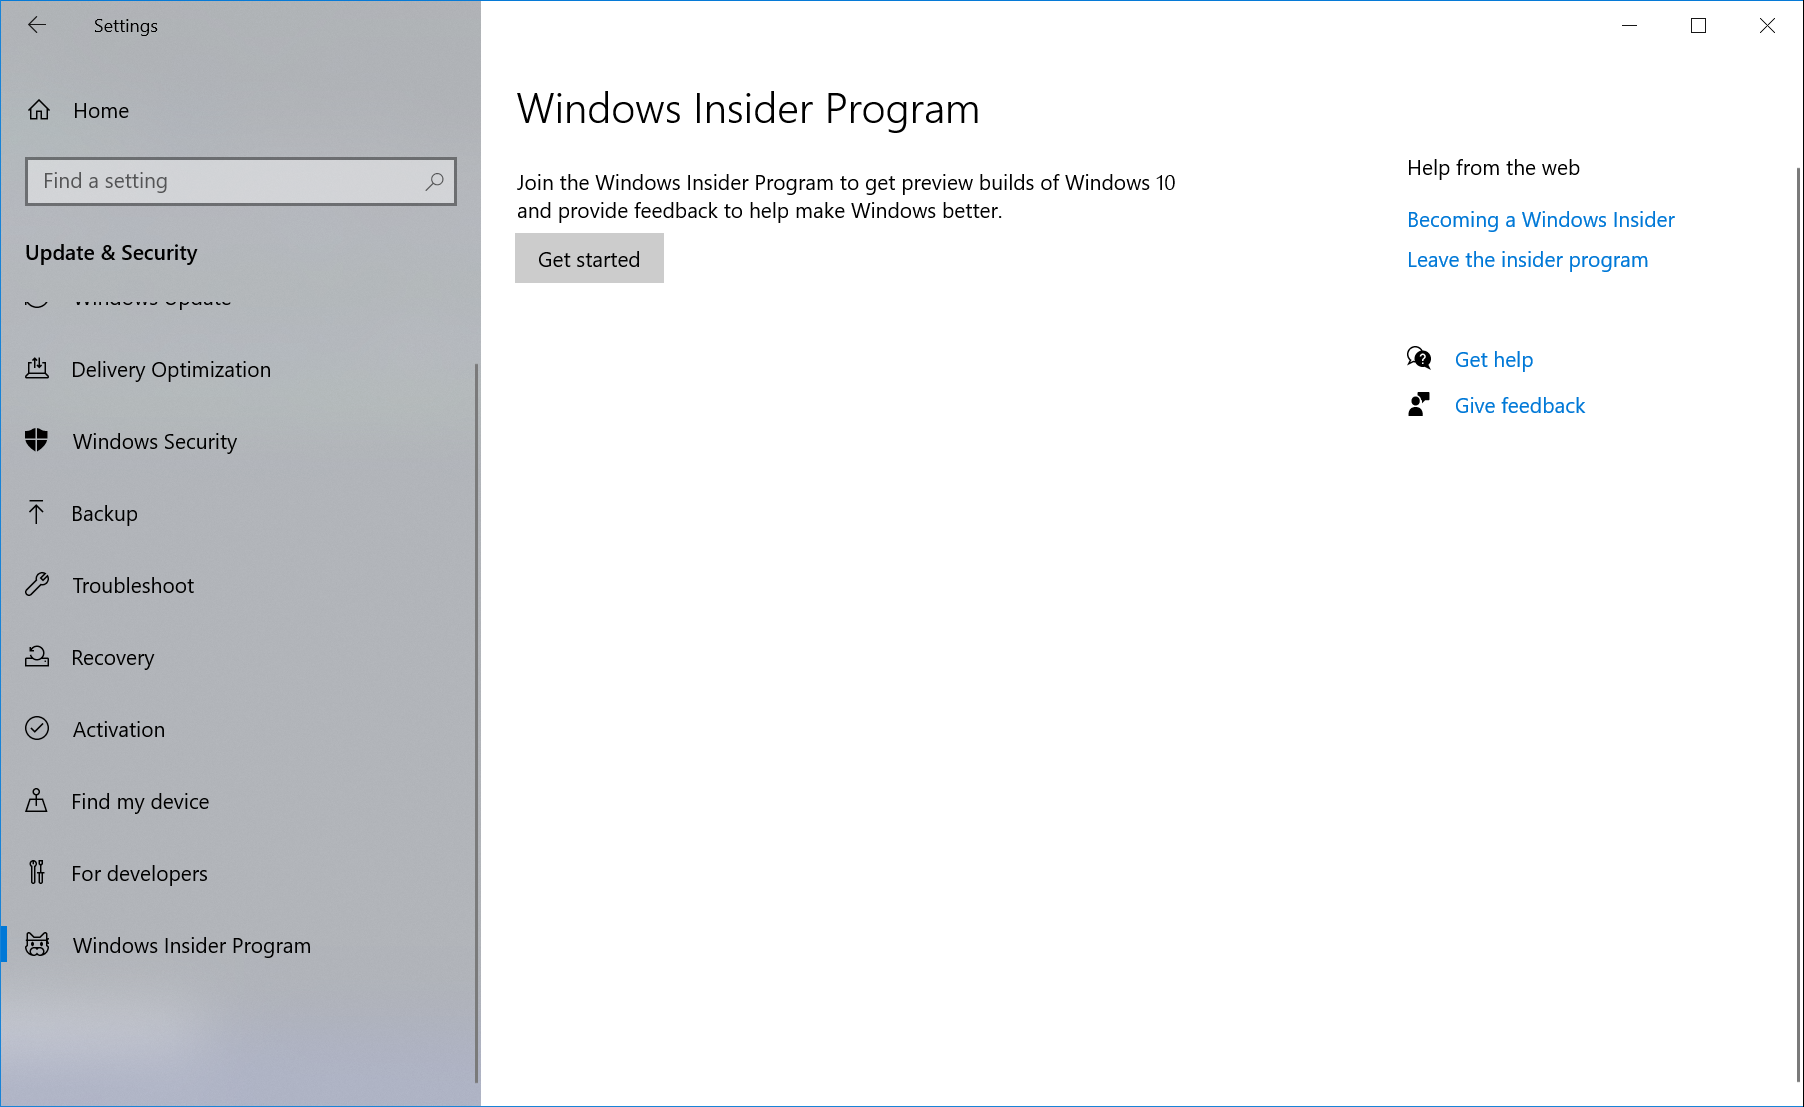 Settings
Home
Find a setting
Update & Security
Windows Update
Delivery Optimization
Windows Security
Backup
Troubleshoot
Recovery
Activation
Find my device
For developers
Windows Insider Program
Windows Insider Program
Join the Windows Insider Program to get preview builds of Windows 10
and provide feedback to help make Windows better.
Get started
Help from the web
Becoming a Windows Insider
Leave the insider program
Get help
Give feedback